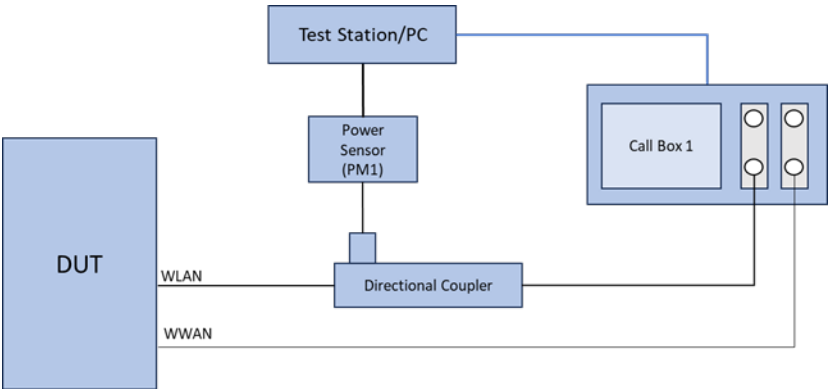 Test Station/PC
Power
Sensor
(PM1)
Call Box 1
DUT
WLAN
Directional Coupler
WWAN